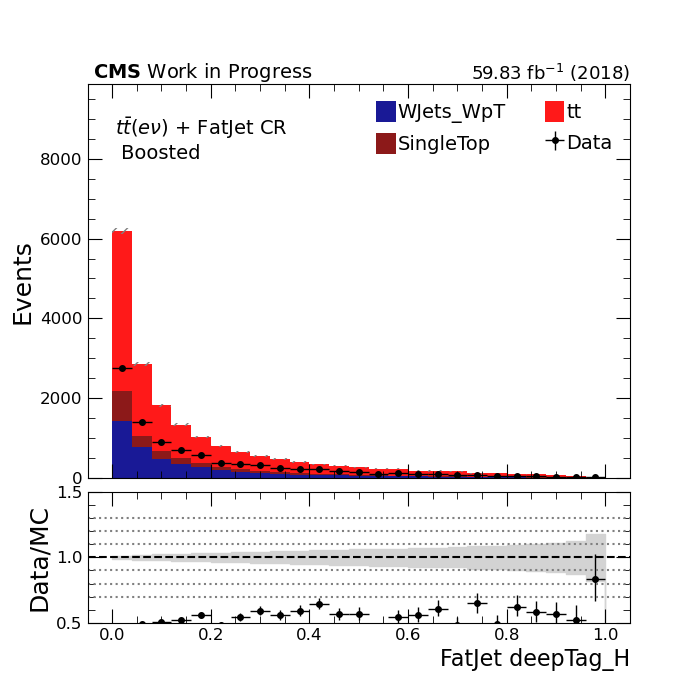 CMS Work in Progress 59.83 fb⁻¹ (2018)
tt̄(eν) + FatJet CR
Boosted
WJets_WpT
tt
SingleTop
Data
Events
8000
6000
4000
2000
0
Data/MC
1.5
1.0
0.5
0.0 0.2 0.4 0.6 0.8 1.0
FatJet deepTag_H